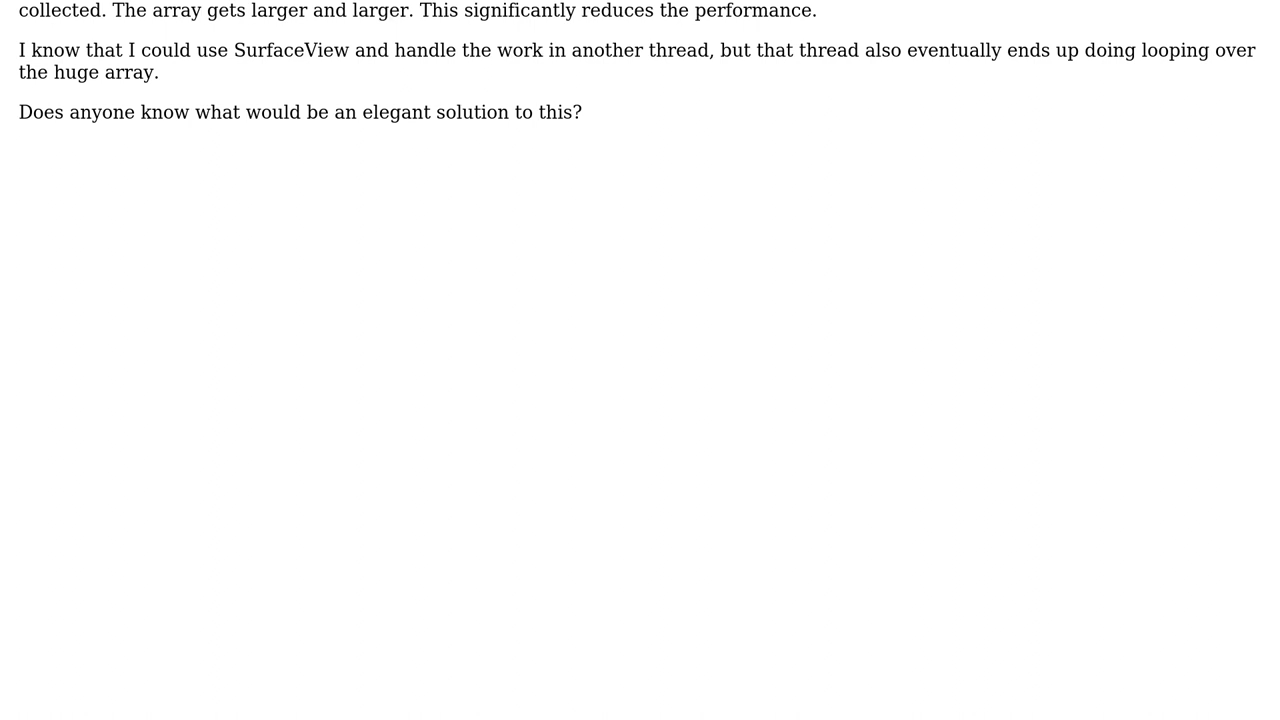 collected. The array gets larger and larger. This significantly reduces the performance.
I know that I could use SurfaceView and handle the work in another thread, but that thread also eventually ends up doing looping over
the huge array.
Does anyone know what would be an elegant solution to this?